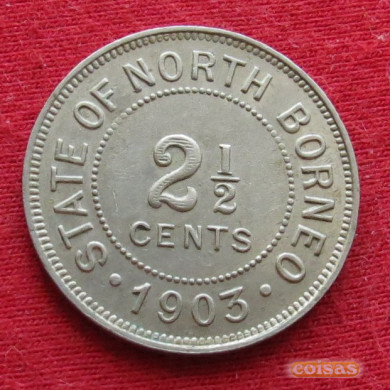 STATE OF NORTH BORNEO
2 1/2
CENTS
· 1903 ·
coisas